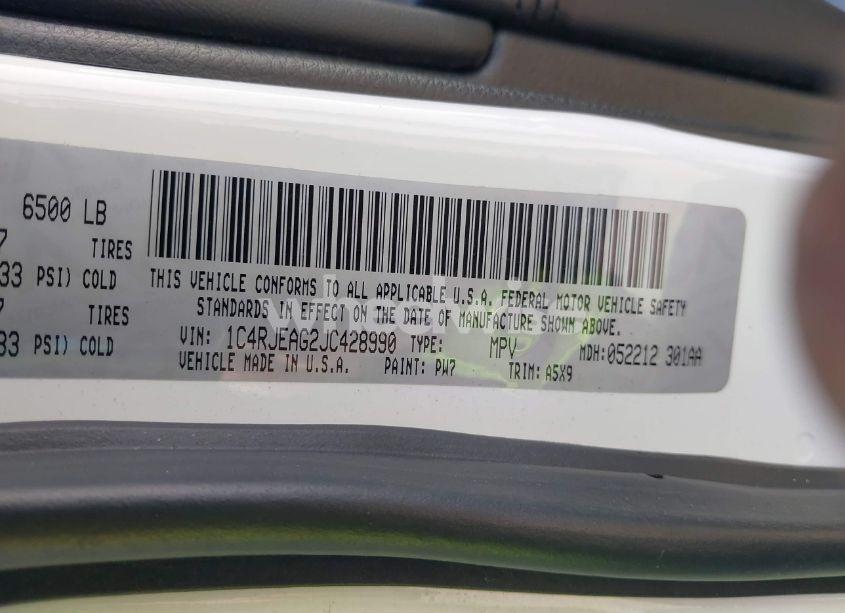 6500 LB
7 TIRES
33 PSI) COLD
7 TIRES
33 PSI) COLD
THIS VEHICLE CONFORMS TO ALL APPLICABLE U.S.A. FEDERAL MOTOR VEHICLE SAFETY
STANDARDS IN EFFECT ON THE DATE OF MANUFACTURE SHOWN ABOVE.
VIN: 1C4RJEAG2JC428990 TYPE: MPV MDH:052212 301AA
VEHICLE MADE IN U.S.A. PAINT: PW7 TRIM: A5X9